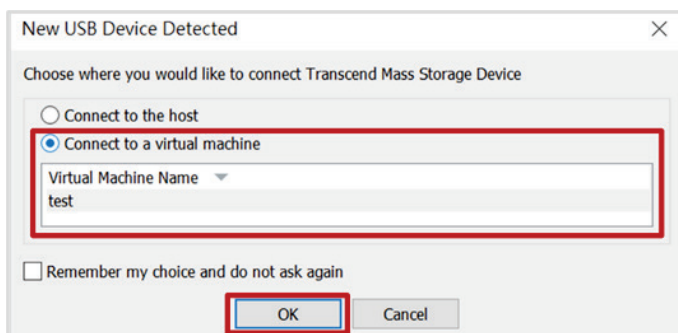 New USB Device Detected
Choose where you would like to connect Transcend Mass Storage Device
Connect to the host
Connect to a virtual machine
Virtual Machine Name
test
Remember my choice and do not ask again
OK Cancel